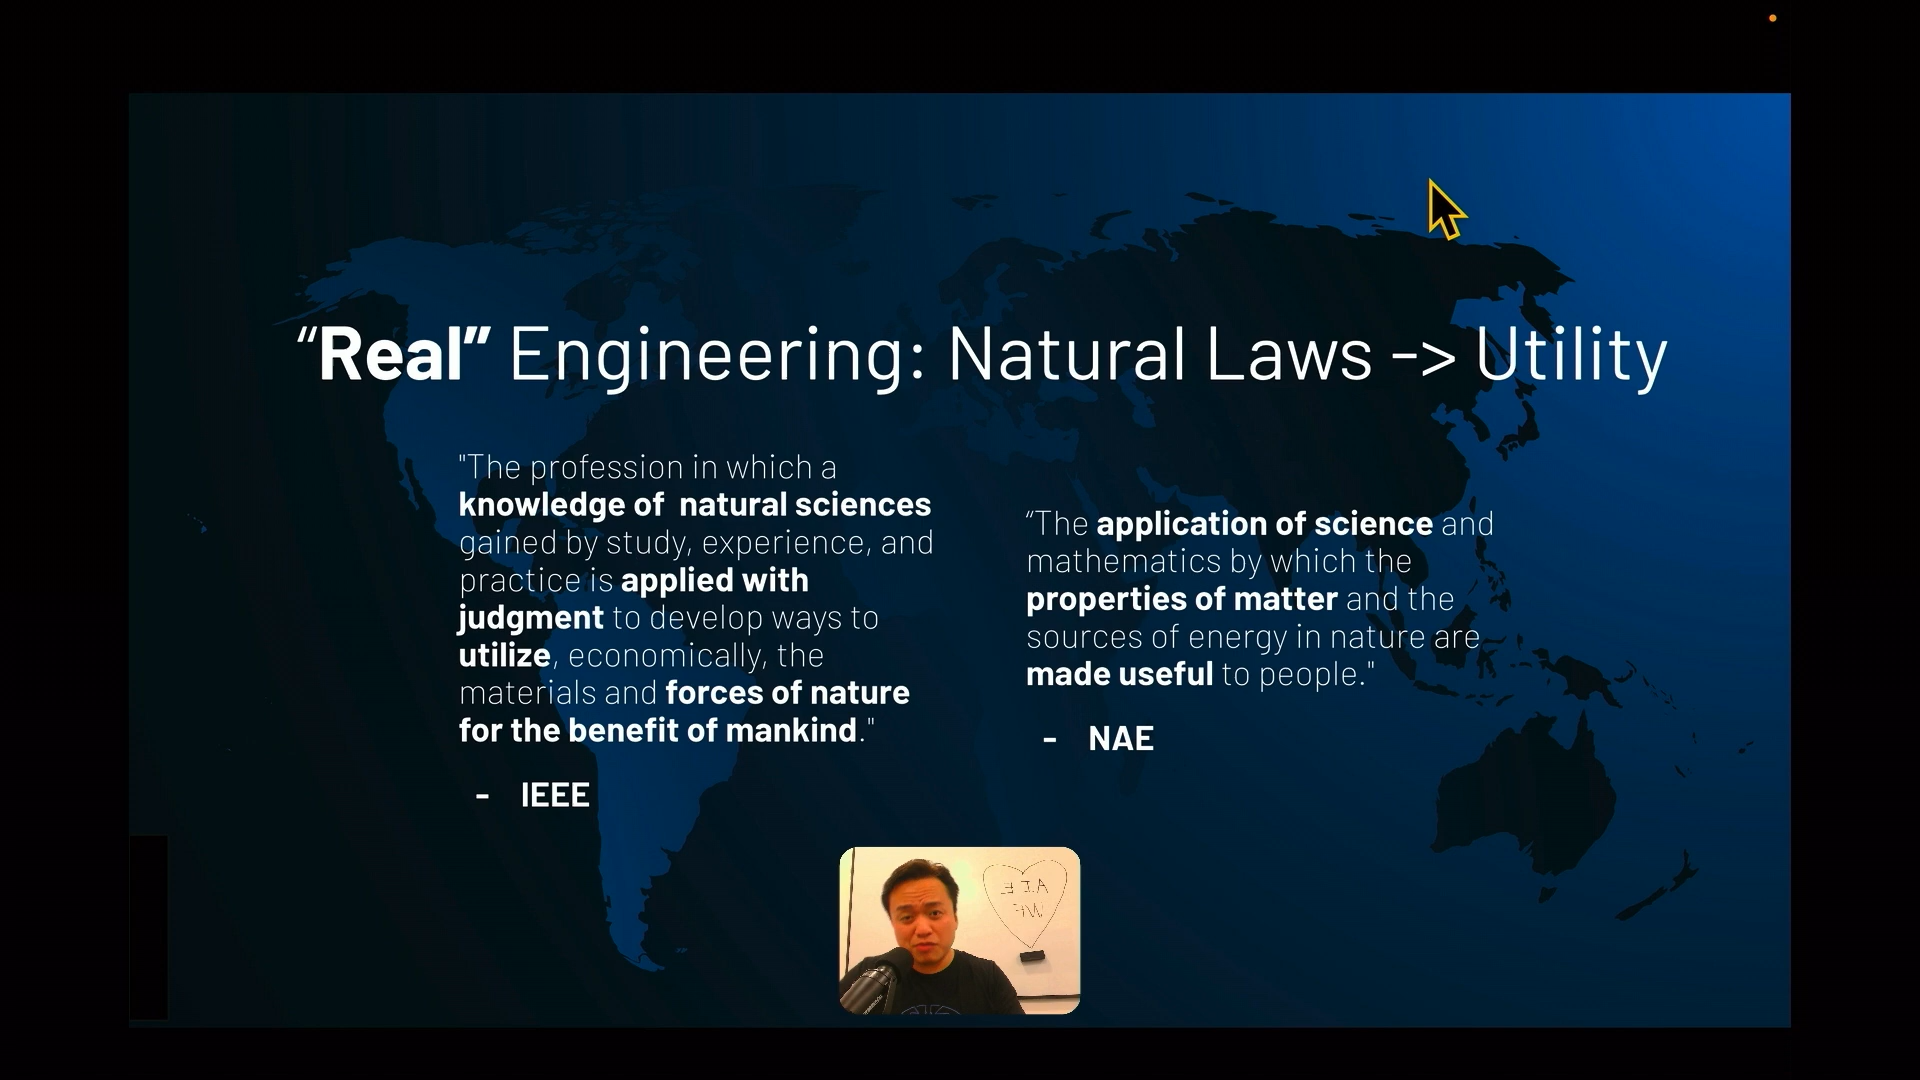 “Real” Engineering: Natural Laws -> Utility
"The profession in which a
knowledge of  natural sciences
gained by study, experience, and
practice is applied with
judgment to develop ways to
utilize, economically, the
materials and forces of nature
for the benefit of mankind."
- IEEE
“The application of science and
mathematics by which the
properties of matter and the
sources of energy in nature are
made useful to people."
- NAE
A.I.E
WF